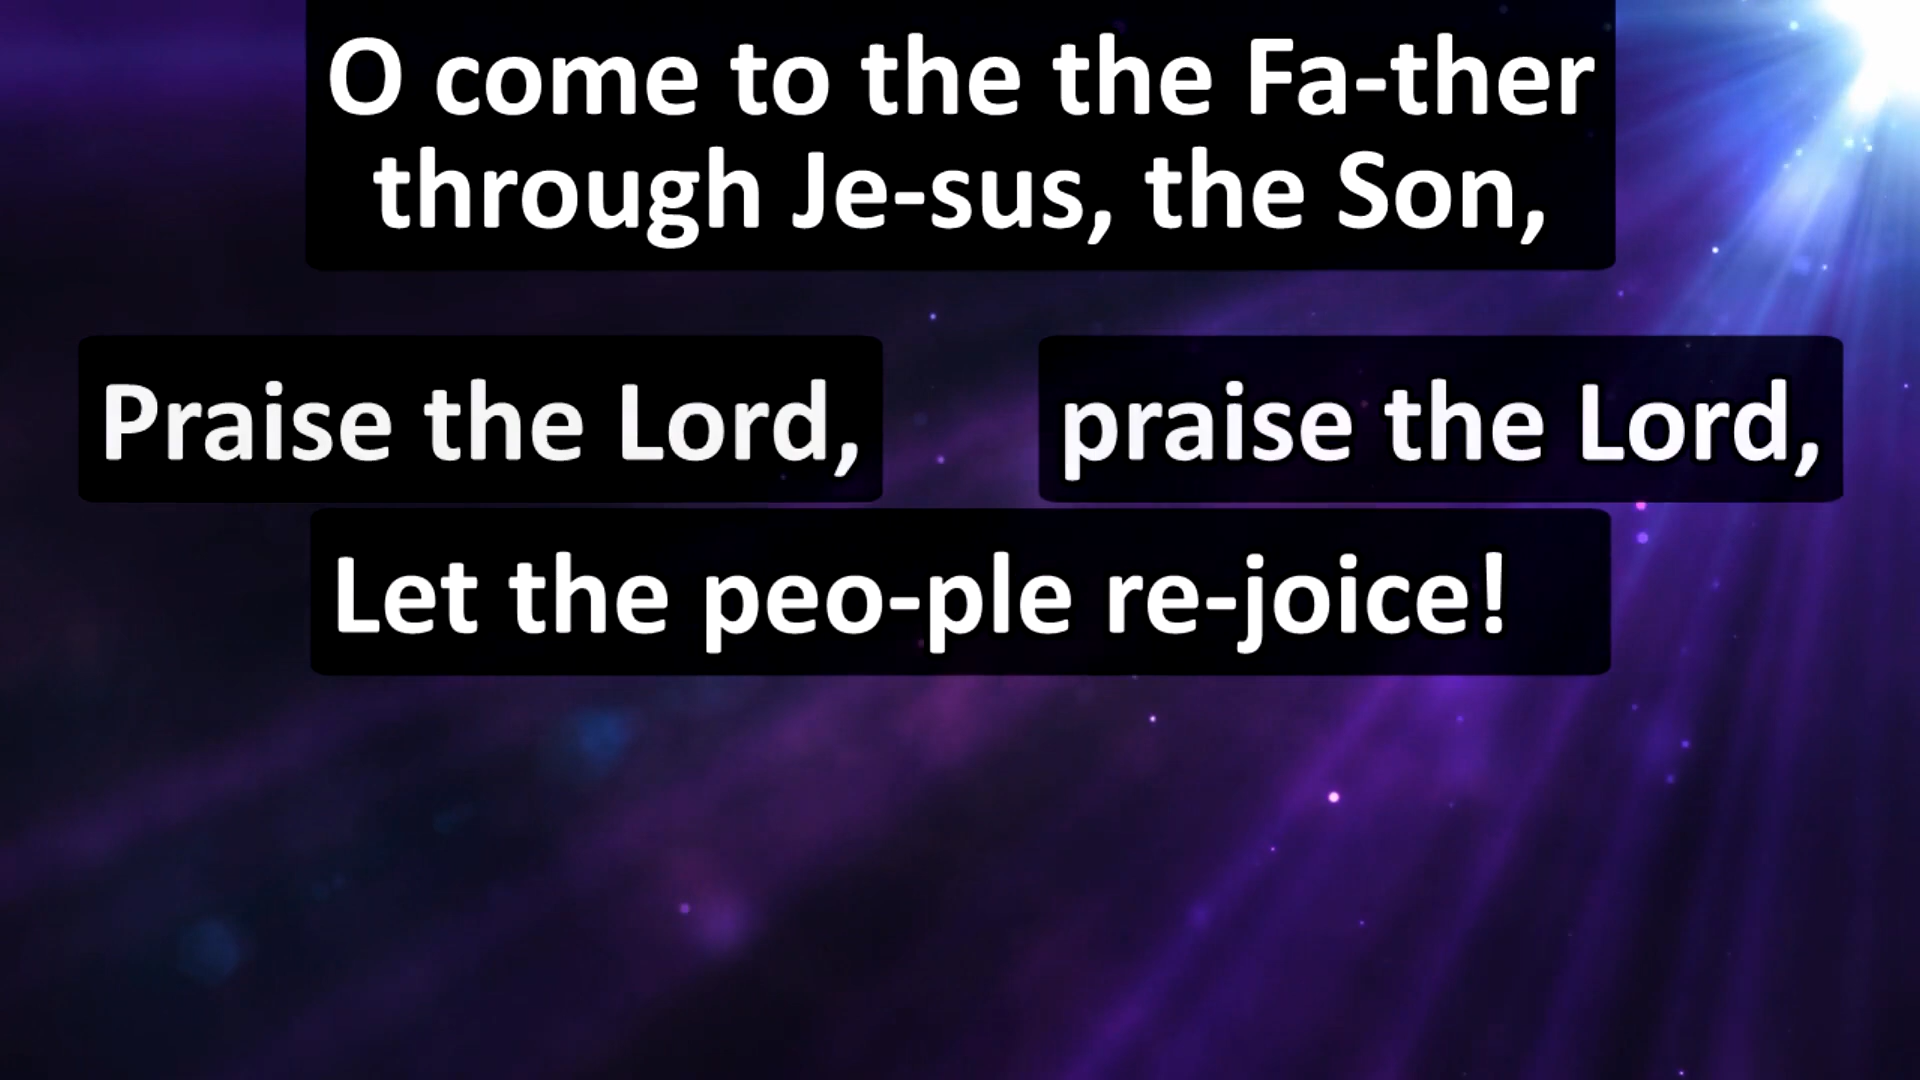 O come to the the Fa-ther
through Je-sus, the Son,
Praise the Lord, praise the Lord,
Let the peo-ple re-joice!